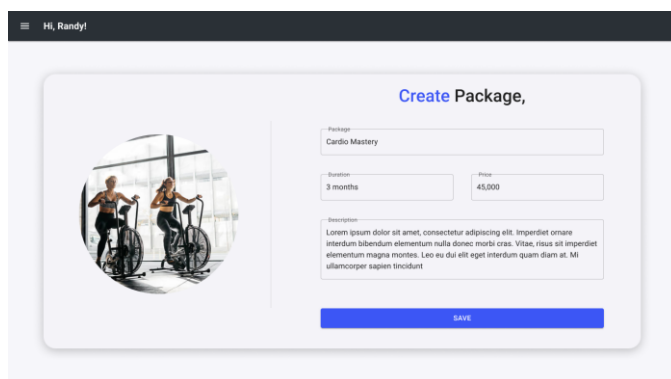 Hi, Randy!
Create Package,
Package
Cardio Mastery
Duration
3 months
Price
45,000
Description
Lorem ipsum dolor sit amet, consectetur adipiscing elit. Imperdiet ornare
interdum bibendum elementum nulla donec morbi cras. Vitae, risus sit imperdiet
elementum magna montes. Leo eu dui elit eget interdum quam diam at. Mi
ullamcorper sapien tincidunt
SAVE